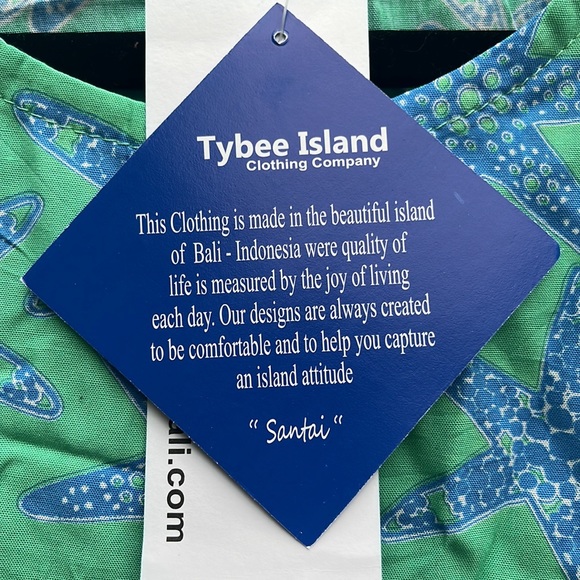 Tybee Island
Clothing Company
This Clothing is made in the beautiful island
of Bali - Indonesia were quality of
life is measured by the joy of living
each day. Our designs are always created
to be comfortable and to help you capture
an island attitude
“ Santai “
ali.com